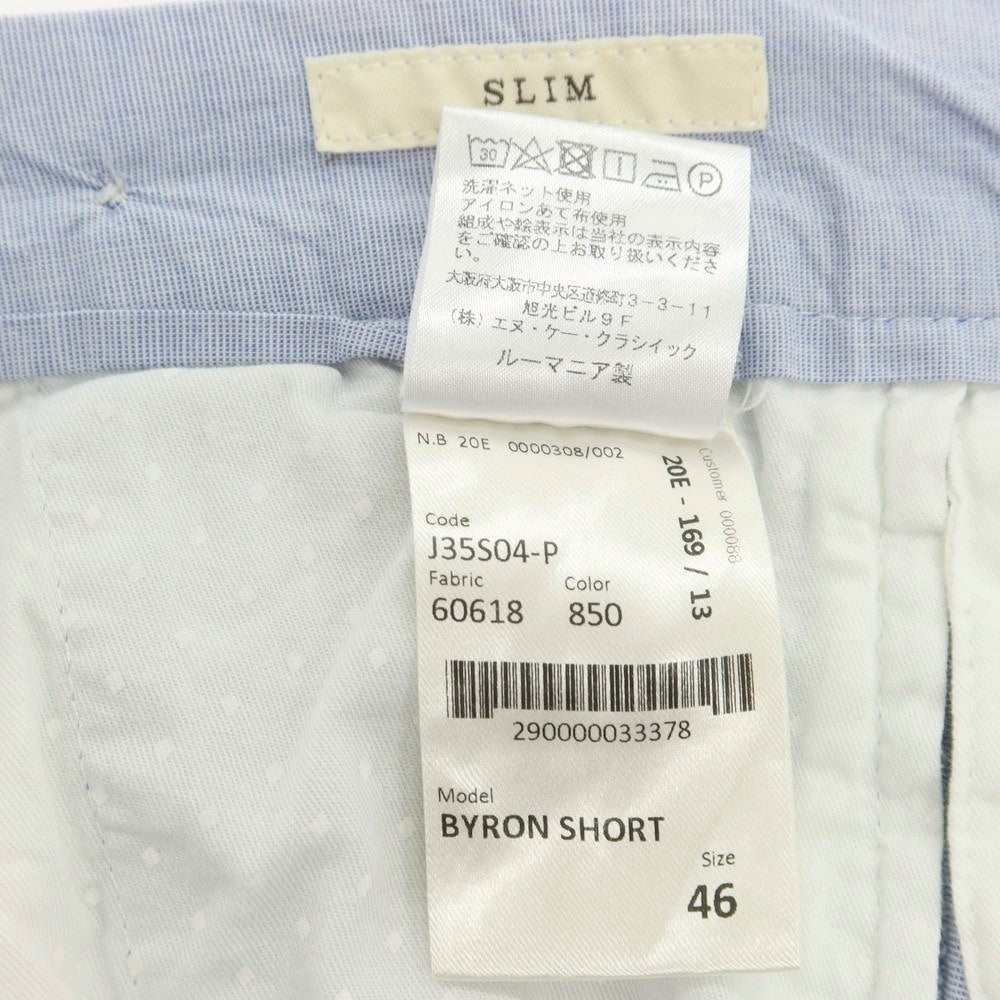 SLIM
30 P
洗濯ネット使用
アイロンあて布使用
組成や絵表示は当社の表示内容
をご確認の上お取り扱いくださ
い。
大阪府大阪市中央区道修町3-3-11
旭光ビル9F
(株)エヌ・ケー・クラシイック
ルーマニア製
N.B 20E 0000308/002
Customer 000088
20E - 169 / 13
Code
J35S04-P
Fabric Color
60618 850
290000033378
Model
BYRON SHORT
Size
46